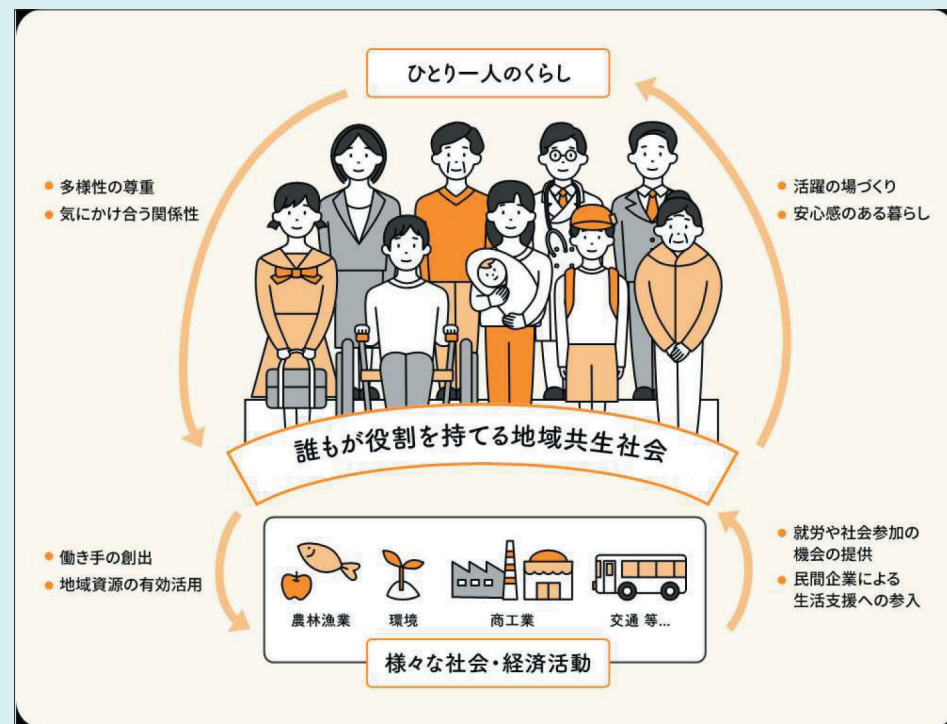 ひとり一人のくらし
多様性の尊重
気にかけ合う関係性
活躍の場づくり
安心感のある暮らし
誰もが役割を持てる地域共生社会
働き手の創出
地域資源の有効活用
就労や社会参加の
機会の提供
民間企業による
生活支援への参入
農林漁業
環境
商工業
交通 等...
様々な社会・経済活動